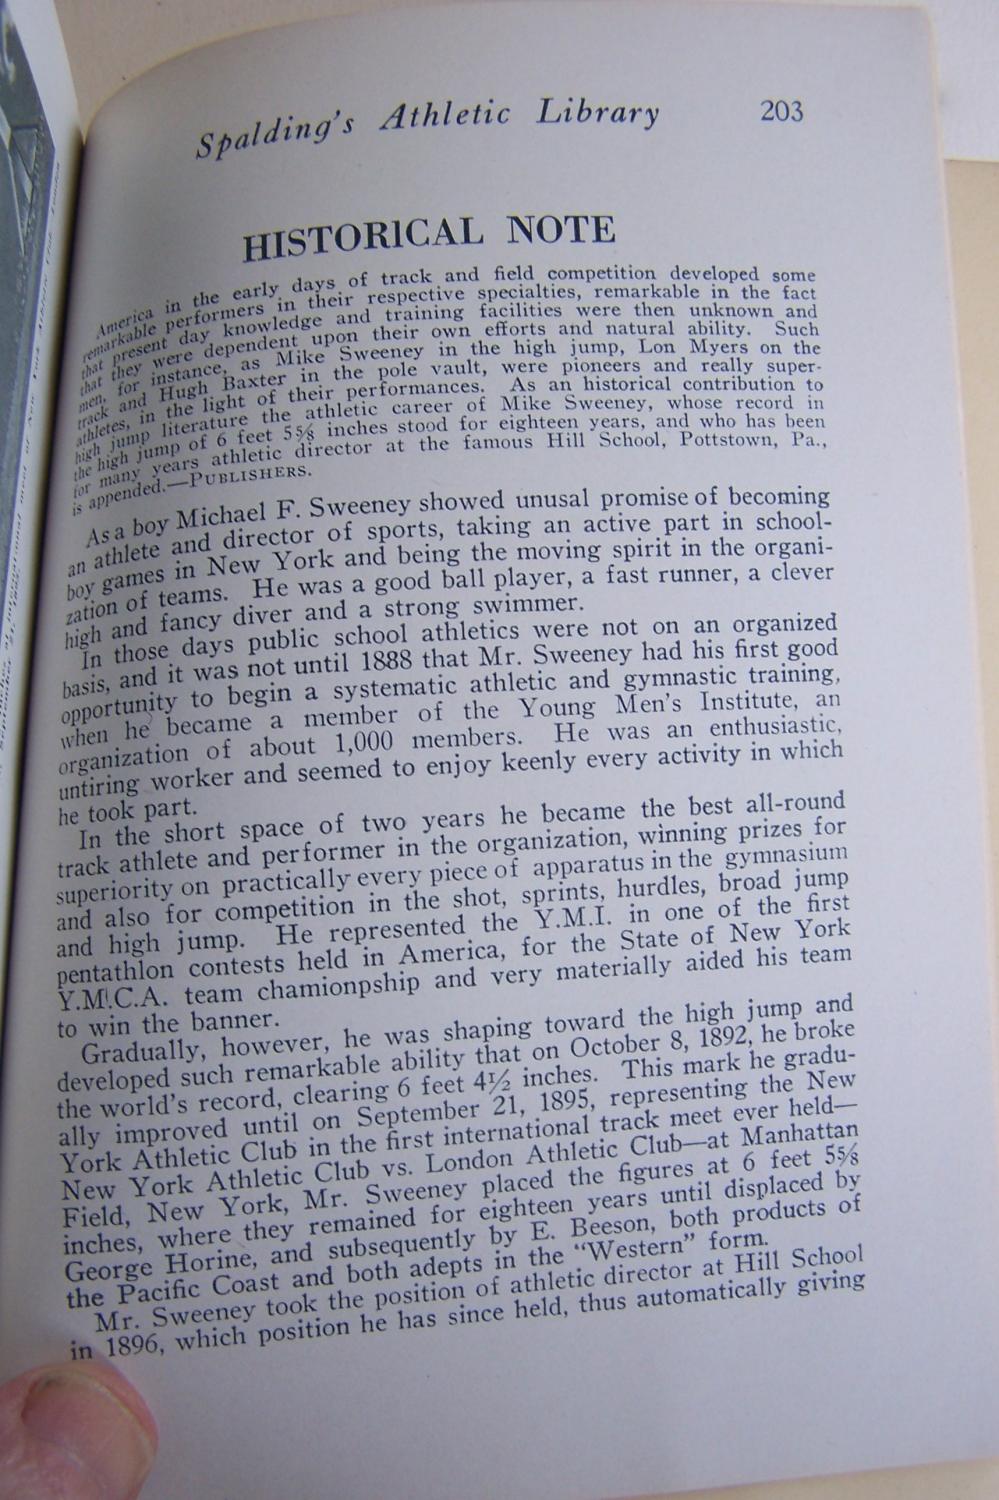 Spalding's Athletic Library 203
HISTORICAL NOTE
America in the early days of track and field competition developed some
remarkable performers in their respective specialties, remarkable in the fact
that present day knowledge and training facilities were then unknown and
that they were dependent upon their own efforts and natural ability. Such
men, for instance, as Mike Sweeney in the high jump, Lon Myers on the
track and Hugh Baxter in the pole vault, were pioneers and really super-
athletes, in the light of their performances. As an historical contribution to
high jump literature the athletic career of Mike Sweeney, whose record in
the high jump of 6 feet 5⅝ inches stood for eighteen years, and who has been
for many years athletic director at the famous Hill School, Pottstown, Pa.,
is appended.—PUBLISHERS.
As a boy Michael F. Sweeney showed unusal promise of becoming
an athlete and director of sports, taking an active part in school-
boy games in New York and being the moving spirit in the organi-
zation of teams. He was a good ball player, a fast runner, a clever
high and fancy diver and a strong swimmer.
In those days public school athletics were not on an organized
basis, and it was not until 1888 that Mr. Sweeney had his first good
opportunity to begin a systematic athletic and gymnastic training,
when he became a member of the Young Men's Institute, an
organization of about 1,000 members. He was an enthusiastic,
untiring worker and seemed to enjoy keenly every activity in which
he took part.
In the short space of two years he became the best all-round
track athlete and performer in the organization, winning prizes for
superiority on practically every piece of apparatus in the gymnasium
and also for competition in the shot, sprints, hurdles, broad jump
and high jump. He represented the Y.M.I. in one of the first
pentathlon contests held in America, for the State of New York
Y.M.C.A. team chamionpship and very materially aided his team
to win the banner.
Gradually, however, he was shaping toward the high jump and
developed such remarkable ability that on October 8, 1892, he broke
the world's record, clearing 6 feet 4½ inches. This mark he gradu-
ally improved until on September 21, 1895, representing the New
York Athletic Club in the first international track meet ever held—
New York Athletic Club vs. London Athletic Club—at Manhattan
Field, New York, Mr. Sweeney placed the figures at 6 feet 5⅝
inches, where they remained for eighteen years until displaced by
George Horine, and subsequently by E. Beeson, both products of
the Pacific Coast and both adepts in the "Western" form.
Mr. Sweeney took the position of athletic director at Hill School
in 1896, which position he has since held, thus automatically giving